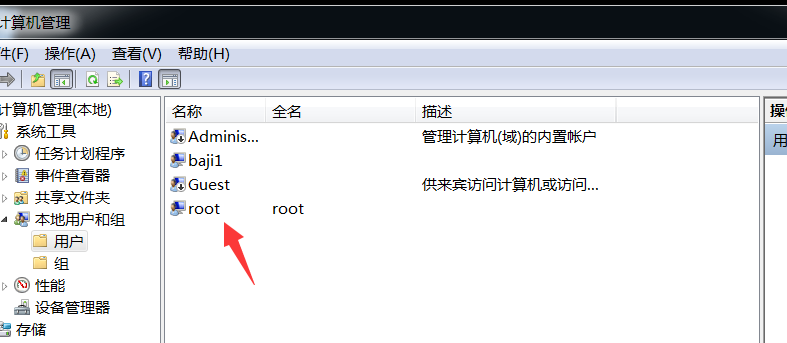 计算机管理
件(F) 操作(A) 查看(V) 帮助(H)
计算机管理(本地)
系统工具
任务计划程序
事件查看器
共享文件夹
本地用户和组
用户
组
性能
设备管理器
存储
名称 全名 描述
Adminis... 管理计算机(域)的内置帐户
baji1
Guest 供来宾访问计算机或访问...
root root
操
用